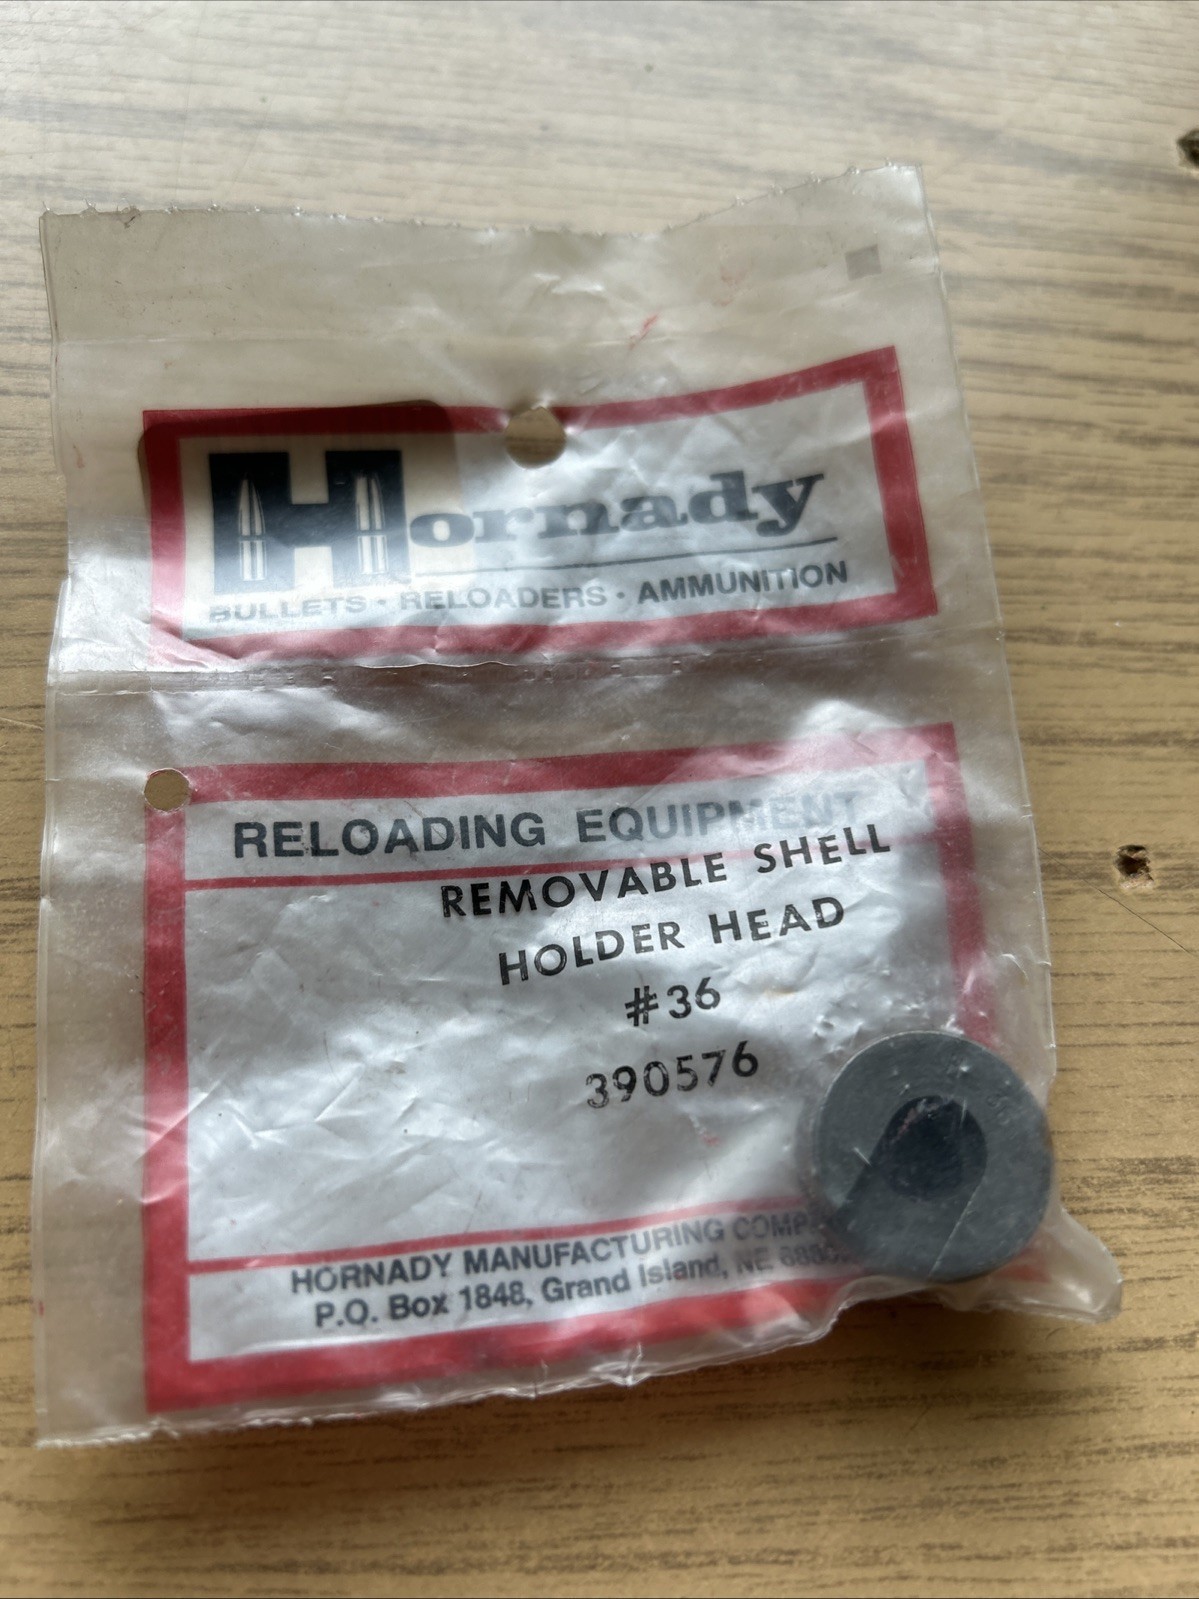 Hornady
BULLETS · RELOADERS · AMMUNITION
RELOADING EQUIPMENT
REMOVABLE SHELL
HOLDER HEAD
#36
390576
HORNADY MANUFACTURING
P.O. Box 1848, Grand Island, NE